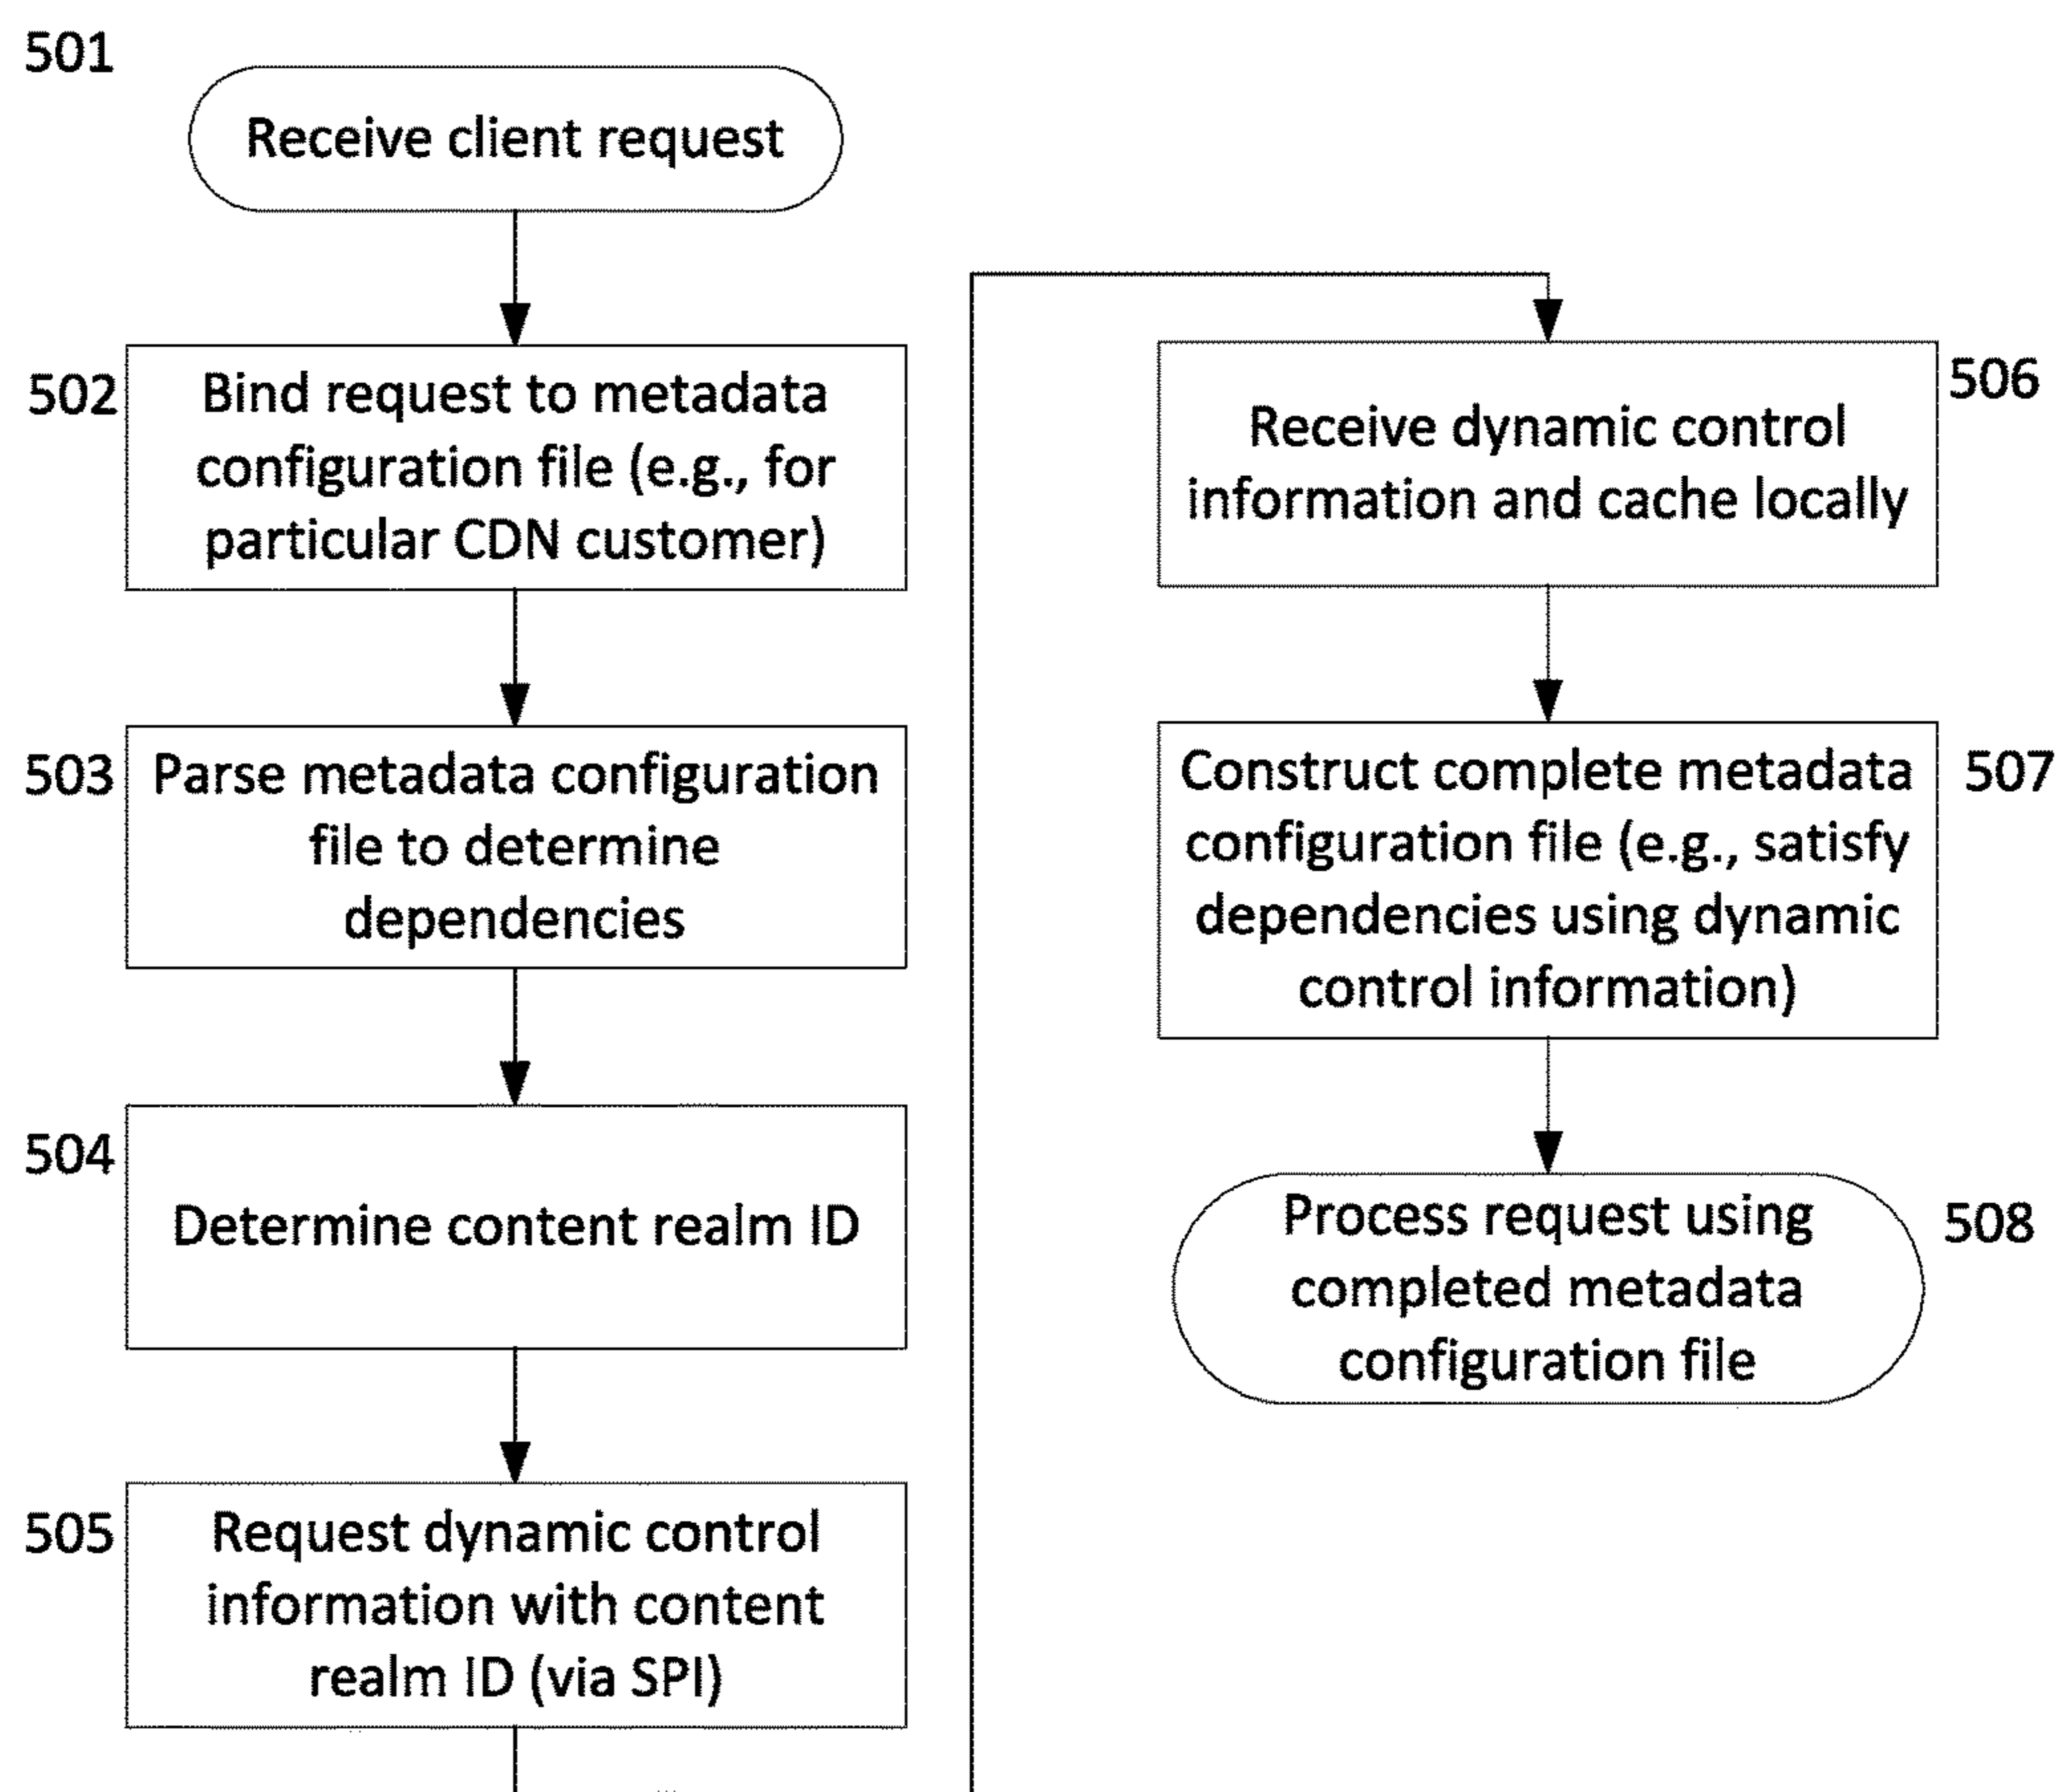 501
Receive client request
502
Bind request to metadata
configuration file (e.g., for
particular CDN customer)
503
Parse metadata configuration
file to determine
dependencies
504
Determine content realm ID
505
Request dynamic control
information with content
realm ID (via SPI)
506
Receive dynamic control
information and cache locally
507
Construct complete metadata
configuration file (e.g., satisfy
dependencies using dynamic
control information)
508
Process request using
completed metadata
configuration file